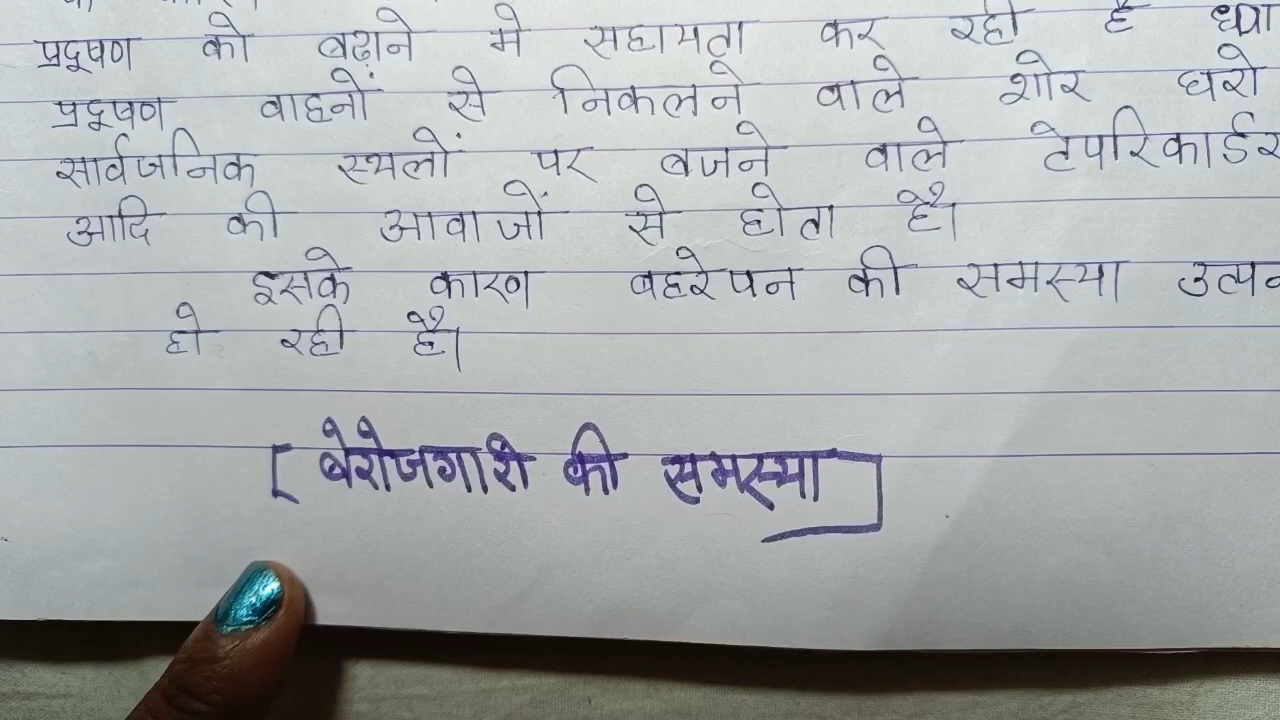 प्रदूषण को बढ़ाने मे सहायता कर रही है
प्रदूषण वाहनों से निकलने वाले शोर घरो
सार्वजनिक स्थलों पर बजने वाले टेपरिकार्डर
आदि की आवाजों से होता है।
इसके कारण बहरेपन की समस्या
हो रही है।
[बेरोजगारी की समस्या]